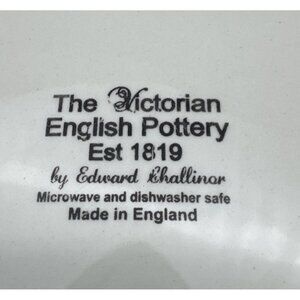 The Victorian
English Pottery
Est 1819
by Edward Challinor
Microwave and dishwasher safe
Made in England